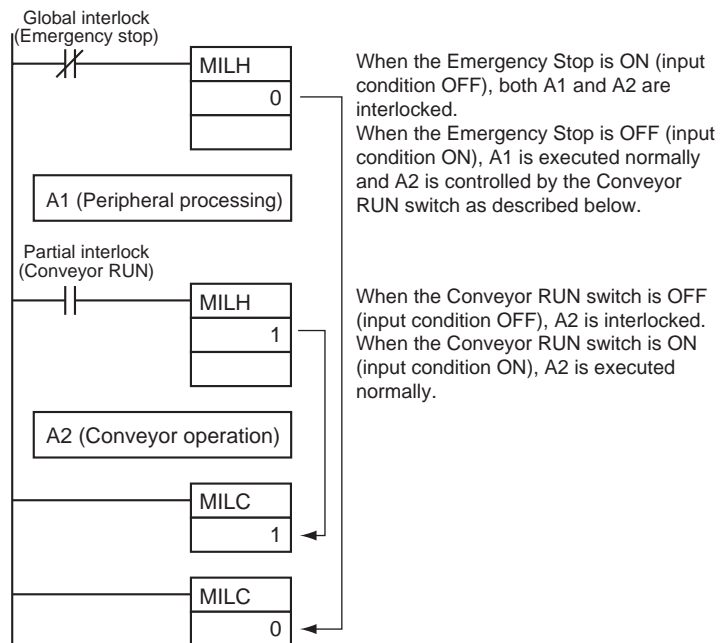 Global interlock
(Emergency stop)
MILH
0
When the Emergency Stop is ON (input
condition OFF), both A1 and A2 are
interlocked.
When the Emergency Stop is OFF (input
condition ON), A1 is executed normally
and A2 is controlled by the Conveyor
RUN switch as described below.
A1 (Peripheral processing)
Partial interlock
(Conveyor RUN)
MILH
1
When the Conveyor RUN switch is OFF
(input condition OFF), A2 is interlocked.
When the Conveyor RUN switch is ON
(input condition ON), A2 is executed
normally.
A2 (Conveyor operation)
MILC
1
MILC
0